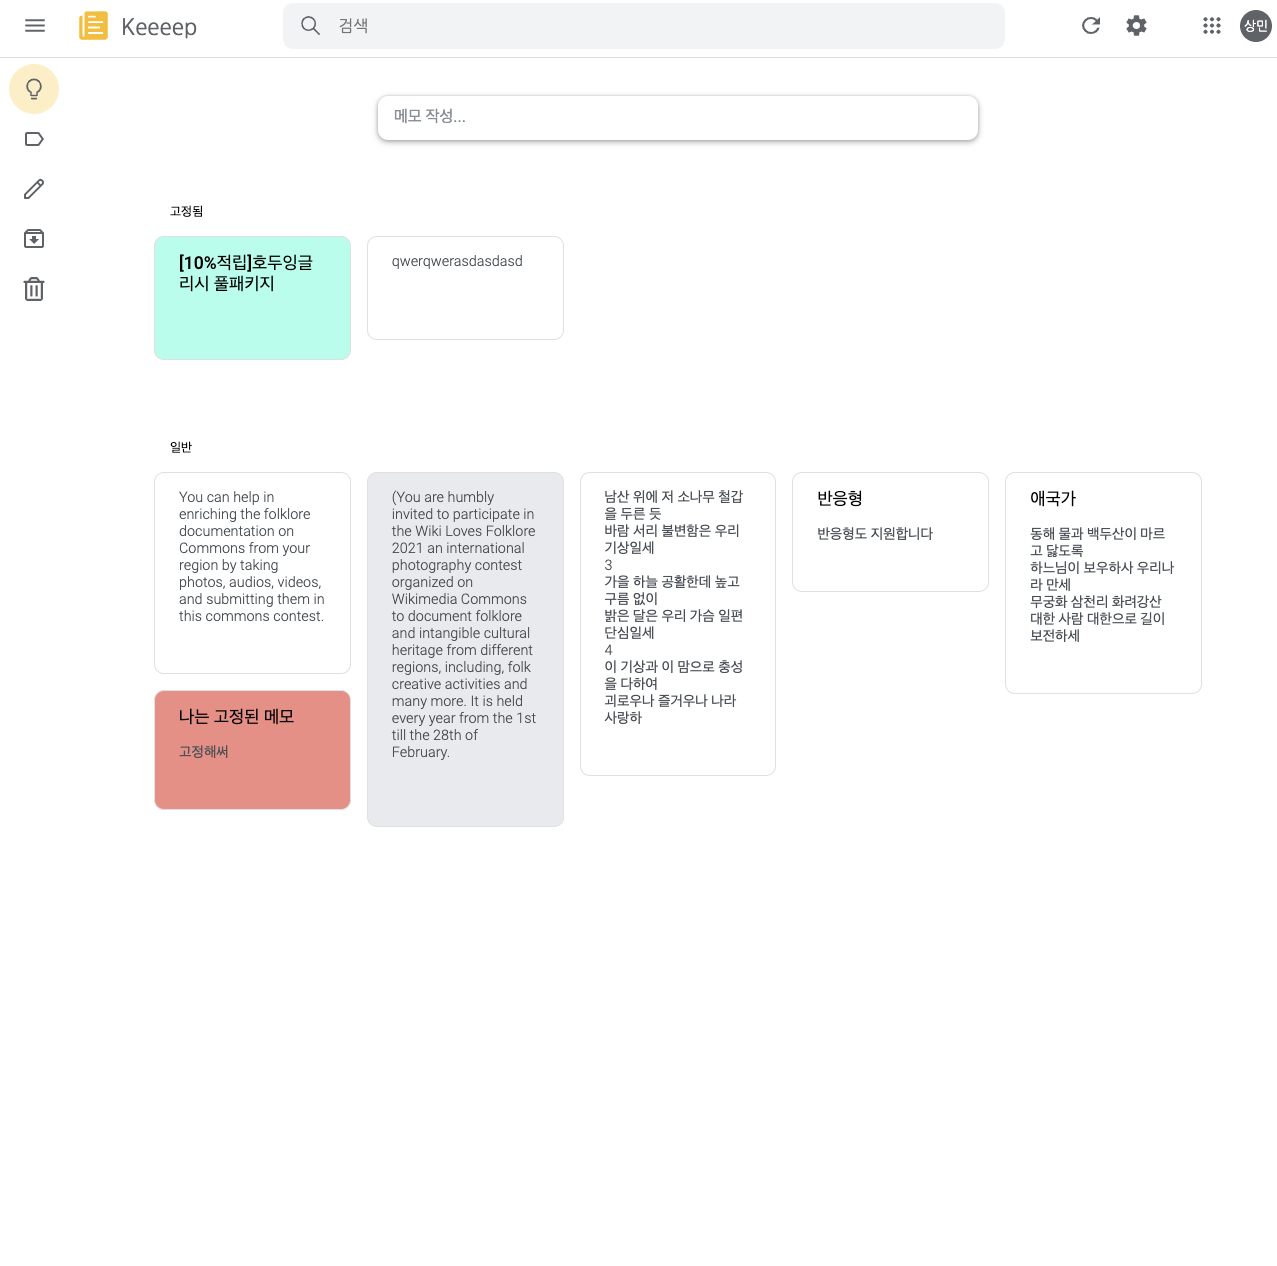 Keeeep
검색
상민
메모 작성...
고정됨
[10%적립]호두잉글
리시 풀패키지
qwerqwerasdasdasd
일반
You can help in
enriching the folklore
documentation on
Commons from your
region by taking
photos, audios, videos,
and submitting them in
this commons contest.
나는 고정된 메모
고정해써
(You are humbly
invited to participate in
the Wiki Loves Folklore
2021 an international
photography contest
organized on
Wikimedia Commons
to document folklore
and intangible cultural
heritage from different
regions, including, folk
creative activities and
many more. It is held
every year from the 1st
till the 28th of
February.
남산 위에 저 소나무 철갑
을 두른 듯
바람 서리 불변함은 우리
기상일세
3
가을 하늘 공활한데 높고
구름 없이
밝은 달은 우리 가슴 일편
단심일세
4
이 기상과 이 맘으로 충성
을 다하여
괴로우나 즐거우나 나라
사랑하
반응형
반응형도 지원합니다
애국가
동해 물과 백두산이 마르
고 닳도록
하느님이 보우하사 우리나
라 만세
무궁화 삼천리 화려강산
대한 사람 대한으로 길이
보전하세